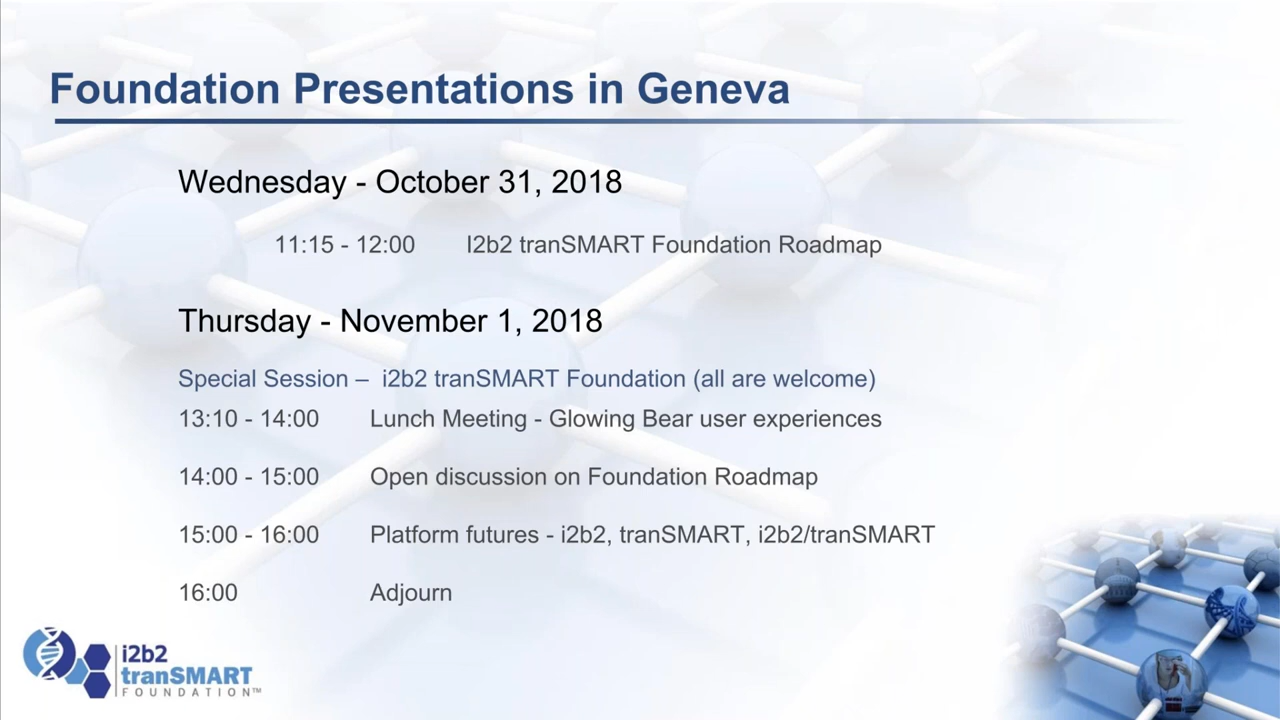 Foundation Presentations in Geneva
Wednesday - October 31, 2018
11:15 - 12:00 I2b2 tranSMART Foundation Roadmap
Thursday - November 1, 2018
Special Session – i2b2 tranSMART Foundation (all are welcome)
13:10 - 14:00 Lunch Meeting - Glowing Bear user experiences
14:00 - 15:00 Open discussion on Foundation Roadmap
15:00 - 16:00 Platform futures - i2b2, tranSMART, i2b2/tranSMART
16:00 Adjourn
i2b2
tranSMART
FOUNDATION™